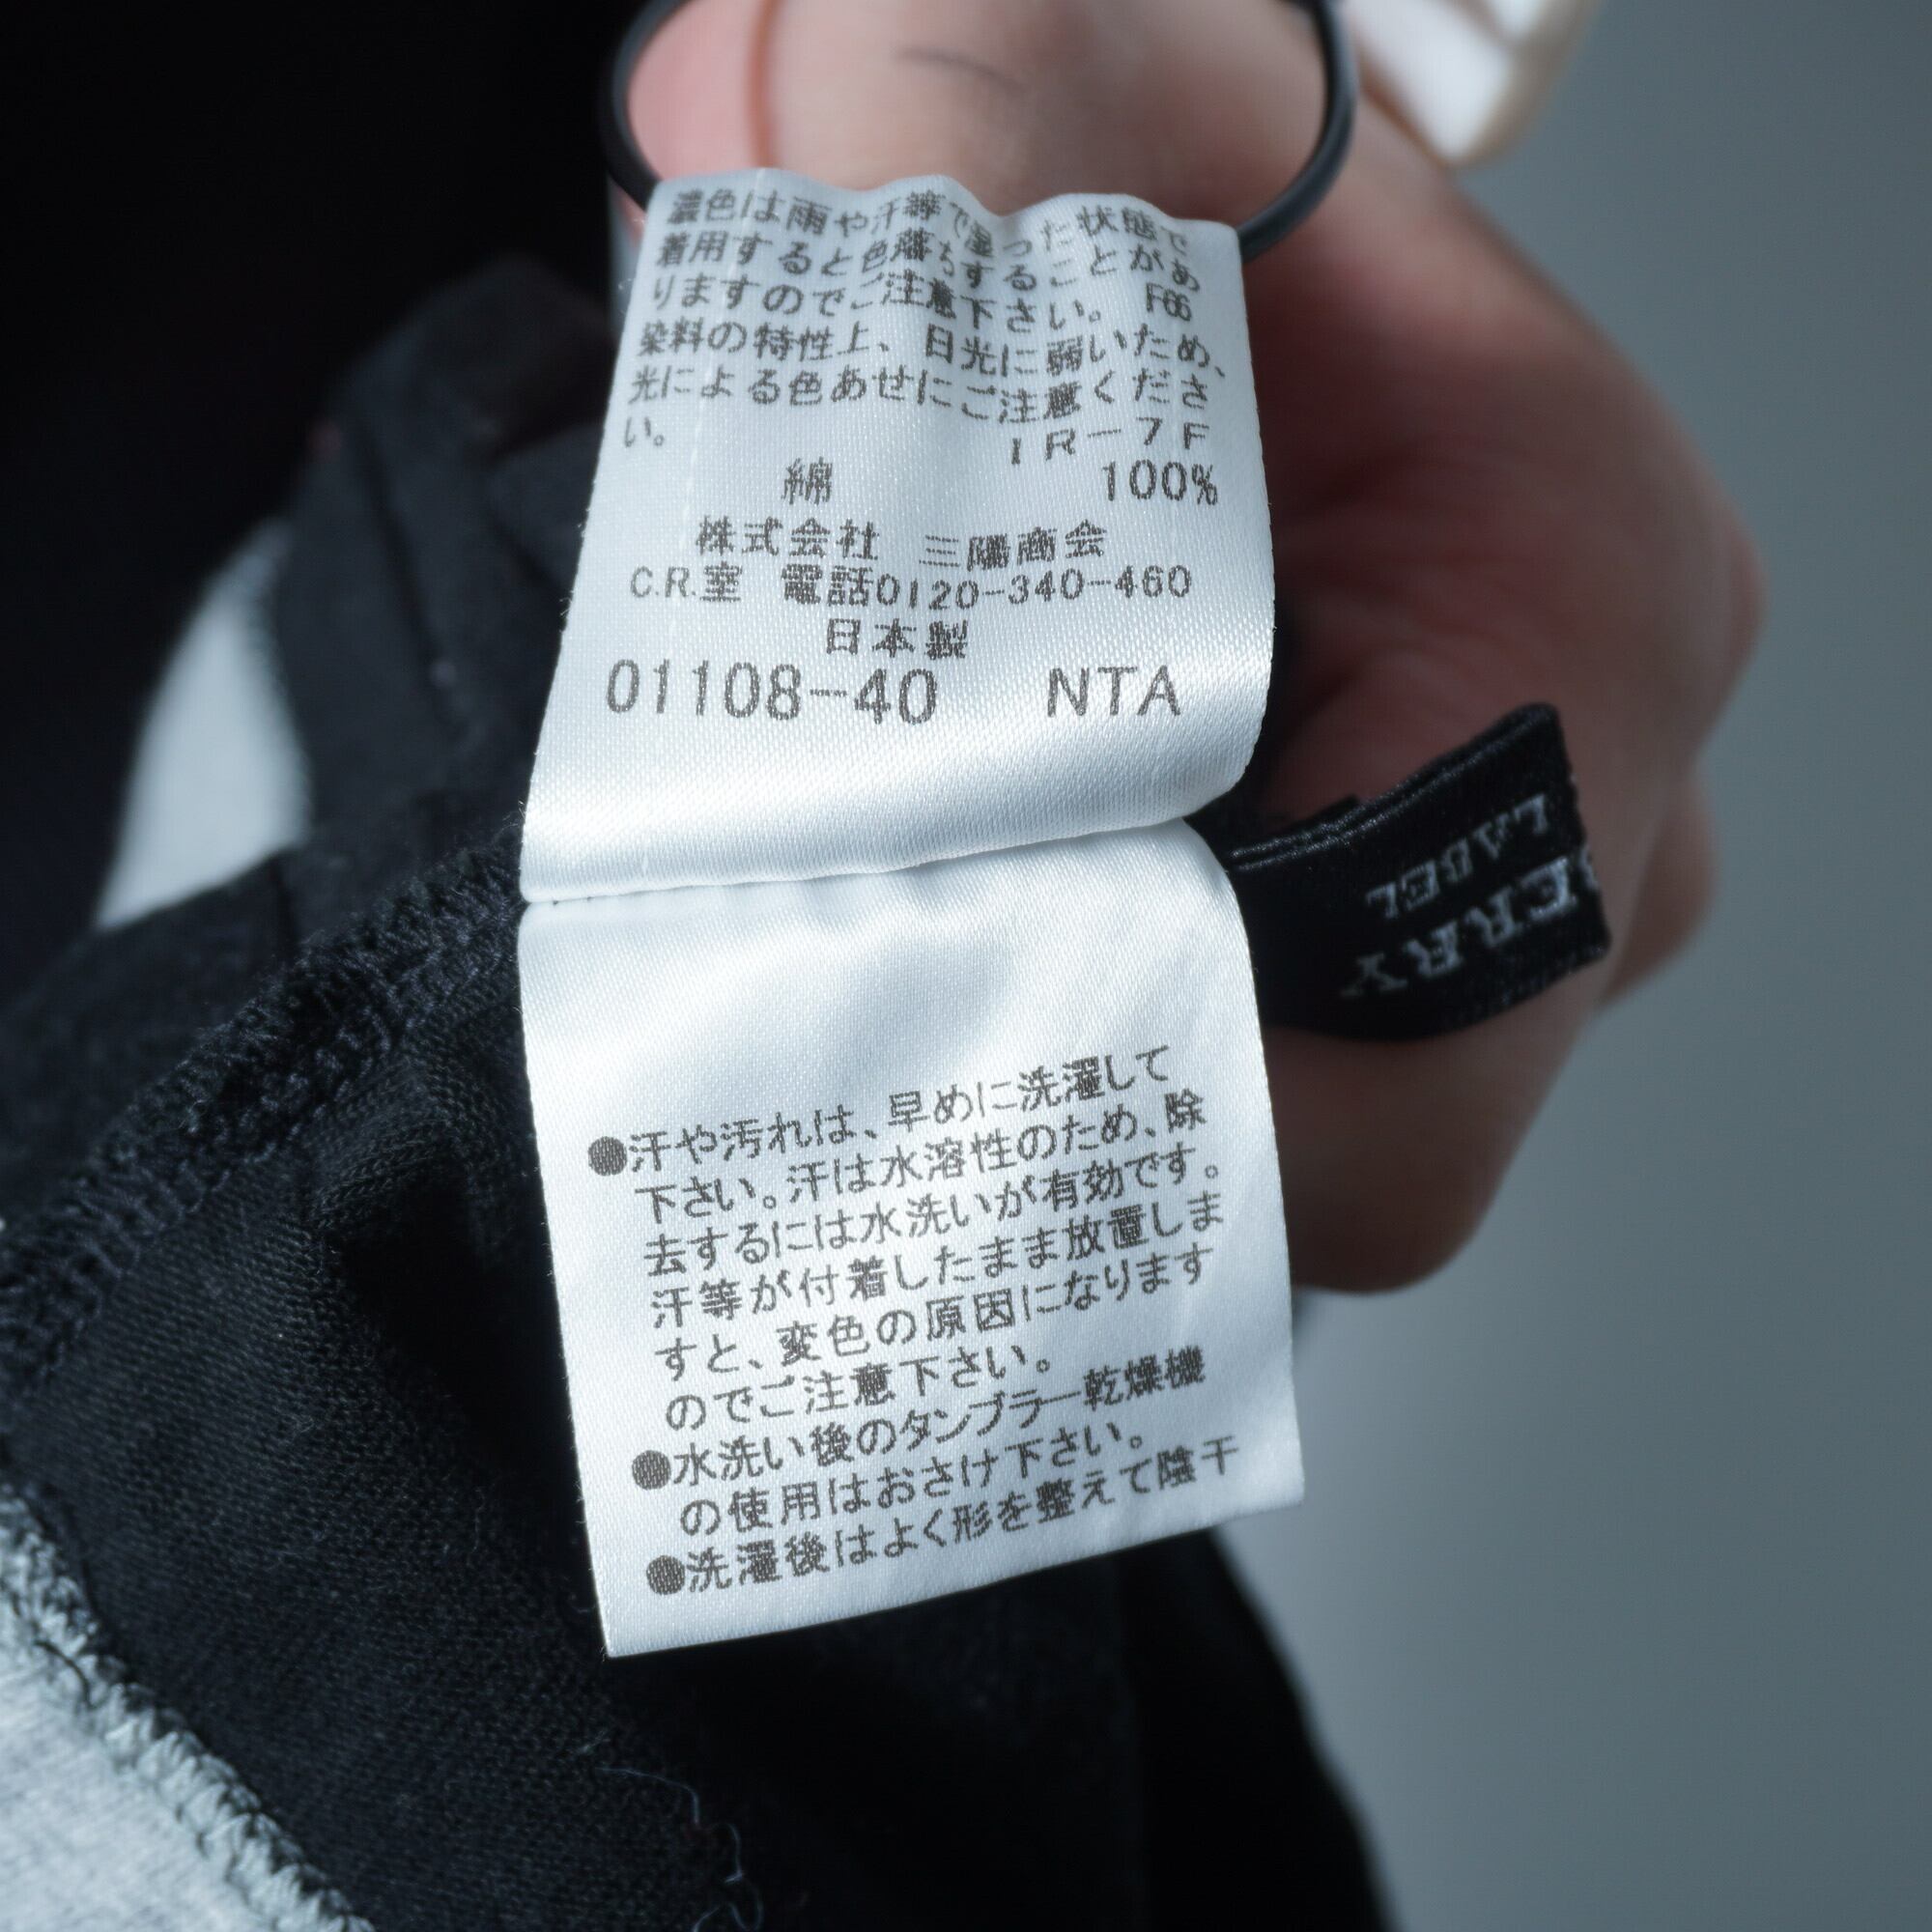 濃色は雨や汗等で湿った状態で
着用すると色落ちすることがあ
りますのでご注意下さい。 F66
染料の特性上、日光に弱いため、
光による色あせにご注意くださ
い。 IR-7F
綿 100%
株式会社 三陽商会
C.R.室 電話0120-340-460
日本製
01108-40 NTA
●汗や汚れは、早めに洗濯して
下さい。汗は水溶性のため、除
去するには水洗いが有効です。
汗等が付着したまま放置しま
すと、変色の原因になります
のでご注意下さい。
●水洗い後のタンブラー乾燥機
の使用はおさけ下さい。
●洗濯後はよく形を整えて陰干
BERRY
LABEL